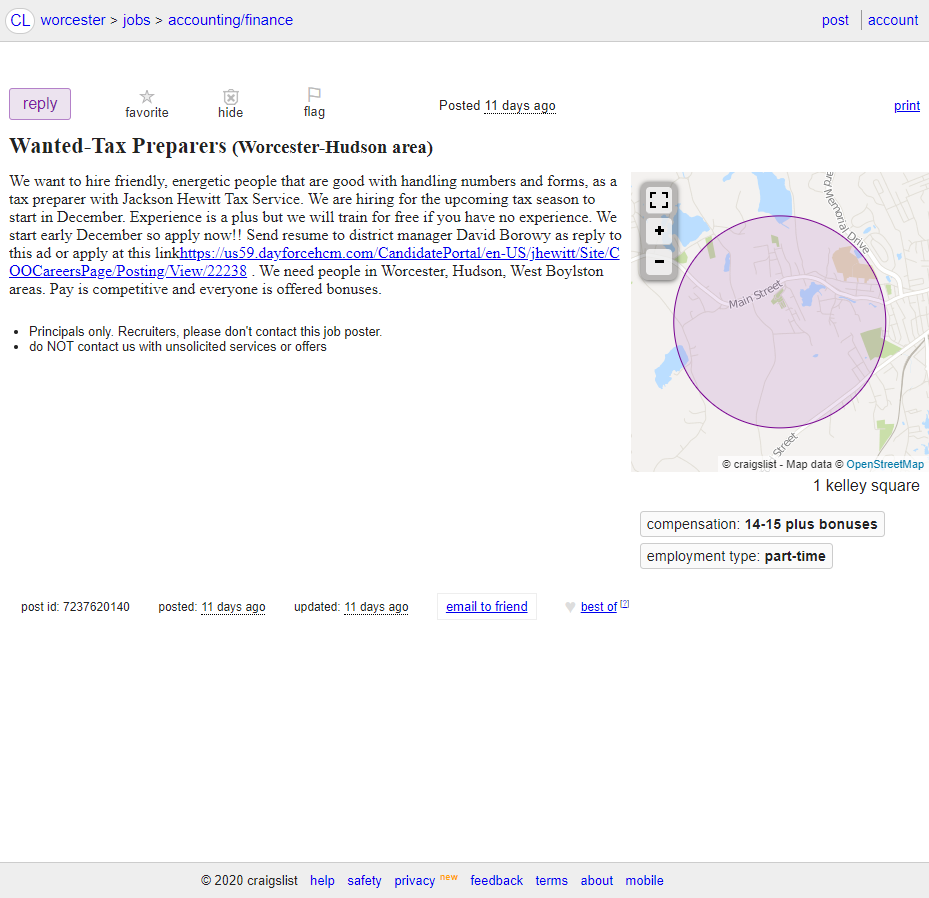 CL worcester > jobs > accounting/finance
post account
reply
favorite
hide
flag
Posted 11 days ago
print
Wanted-Tax Preparers (Worcester-Hudson area)
We want to hire friendly, energetic people that are good with handling numbers and forms, as a
tax preparer with Jackson Hewitt Tax Service. We are hiring for the upcoming tax season to
start in December. Experience is a plus but we will train for free if you have no experience. We
start early December so apply now!! Send resume to district manager David Borowy as reply to
this ad or apply at this linkhttps://us59.dayforcehcm.com/CandidatePortal/en-US/jhewitt/Site/C
OOCareersPage/Posting/View/22238 . We need people in Worcester, Hudson, West Boylston
areas. Pay is competitive and everyone is offered bonuses.
• Principals only. Recruiters, please don't contact this job poster.
• do NOT contact us with unsolicited services or offers
+
−
Memorial Drive
Main Street
Street
© craigslist - Map data © OpenStreetMap
1 kelley square
compensation: 14-15 plus bonuses
employment type: part-time
post id: 7237620140
posted: 11 days ago
updated: 11 days ago
email to friend
♥ best of [?]
© 2020 craigslist help safety privacy new feedback terms about mobile